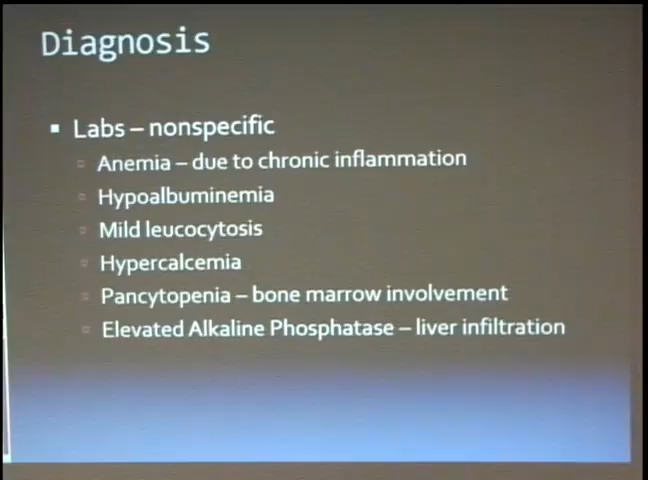 Diagnosis
Labs – nonspecific
Anemia – due to chronic inflammation
Hypoalbuminemia
Mild leucocytosis
Hypercalcemia
Pancytopenia – bone marrow involvement
Elevated Alkaline Phosphatase – liver infiltration